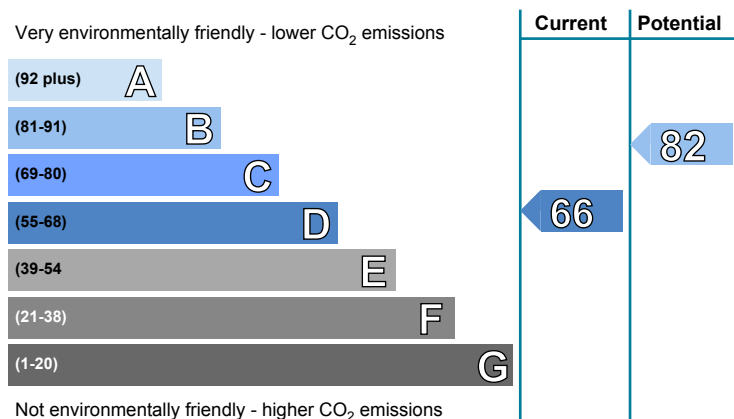 Very environmentally friendly - lower CO2 emissions
Current Potential
(92 plus) A
(81-91) B
82
(69-80) C
(55-68) D
66
(39-54 E
(21-38) F
(1-20) G
Not environmentally friendly - higher CO2 emissions